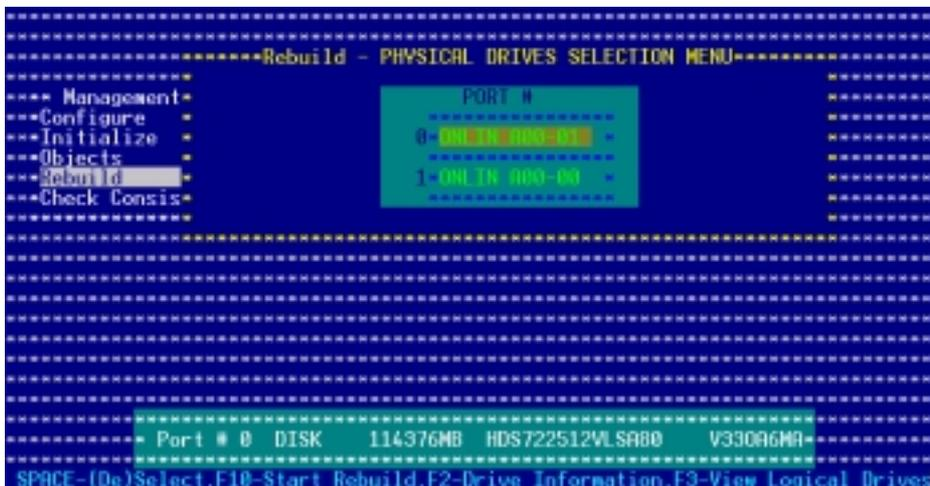 Rebuild - PHYSICAL DRIVES SELECTION MENU
Management
Configure
Initialize
Objects
Rebuild
Check Consis
PORT #
0 ONLIN A00-01
1 ONLIN A00-00
Port # 0 DISK 114376MB HDS722512VLSA80 V33OA6MA
SPACE-(De)Select,F10-Start Rebuild,F2-Drive Information,F3-View Logical Drives